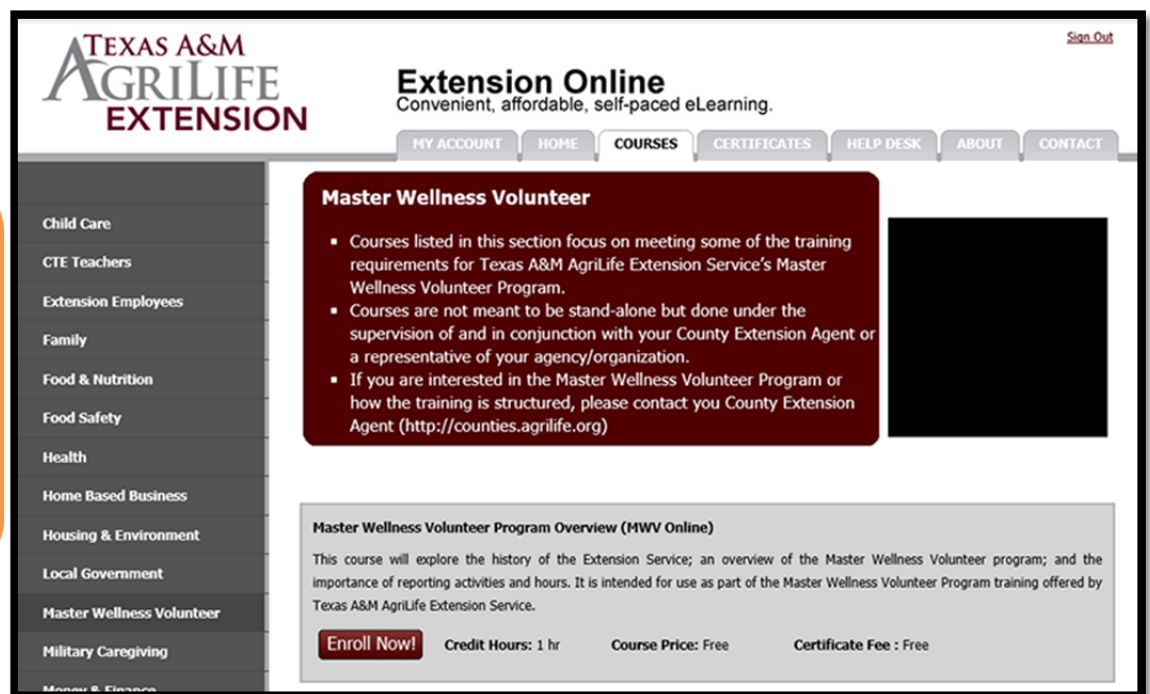 TEXAS A&M
AGRILIFE
EXTENSION
Sign Out
Extension Online
Convenient, affordable, self-paced eLearning.
MY ACCOUNT HOME COURSES CERTIFICATES HELP DESK ABOUT CONTACT
Child Care
CTE Teachers
Extension Employees
Family
Food & Nutrition
Food Safety
Health
Home Based Business
Housing & Environment
Local Government
Master Wellness Volunteer
Military Caregiving
Money & Finance
Master Wellness Volunteer
▪ Courses listed in this section focus on meeting some of the training
requirements for Texas A&M AgriLife Extension Service's Master
Wellness Volunteer Program.
▪ Courses are not meant to be stand-alone but done under the
supervision of and in conjunction with your County Extension Agent or
a representative of your agency/organization.
▪ If you are interested in the Master Wellness Volunteer Program or
how the training is structured, please contact you County Extension
Agent (http://counties.agrilife.org)
Master Wellness Volunteer Program Overview (MWV Online)
This course will explore the history of the Extension Service; an overview of the Master Wellness Volunteer program; and the
importance of reporting activities and hours. It is intended for use as part of the Master Wellness Volunteer Program training offered by
Texas A&M AgriLife Extension Service.
Enroll Now! Credit Hours: 1 hr Course Price: Free Certificate Fee : Free